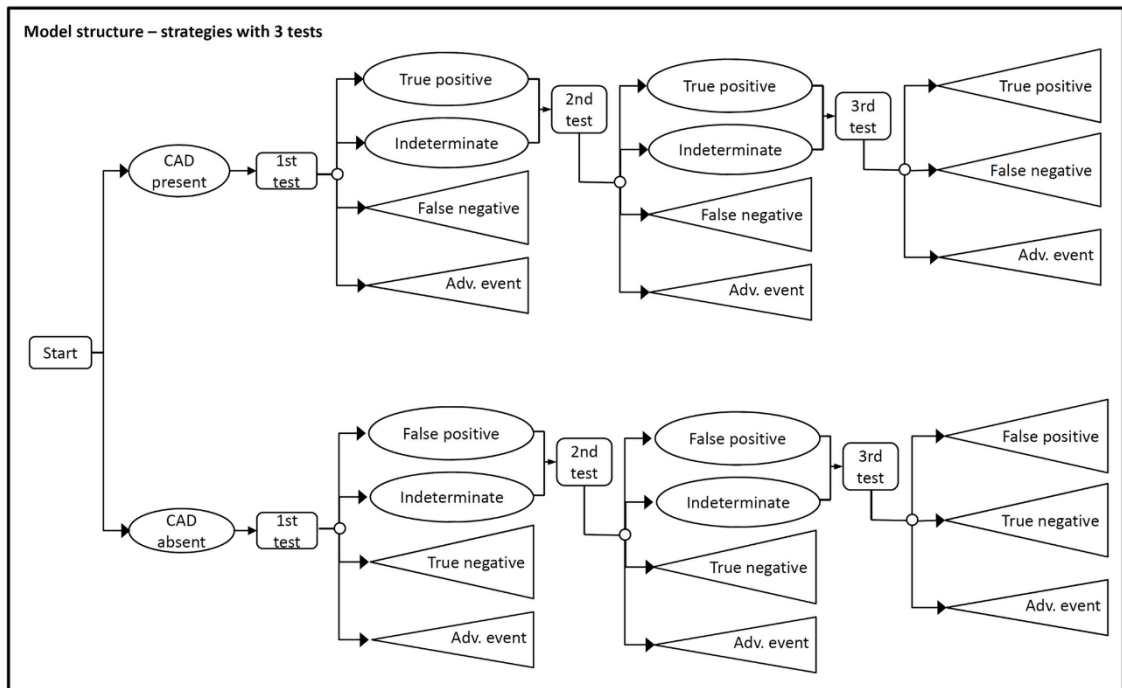 Model structure – strategies with 3 tests
True positive
Indeterminate
False negative
Adv. event
2nd
test
True positive
Indeterminate
False negative
Adv. event
3rd
test
True positive
False negative
Adv. event
CAD
present
1st
test
Start
CAD
absent
1st
test
False positive
Indeterminate
True negative
Adv. event
2nd
test
False positive
Indeterminate
True negative
Adv. event
3rd
test
False positive
True negative
Adv. event